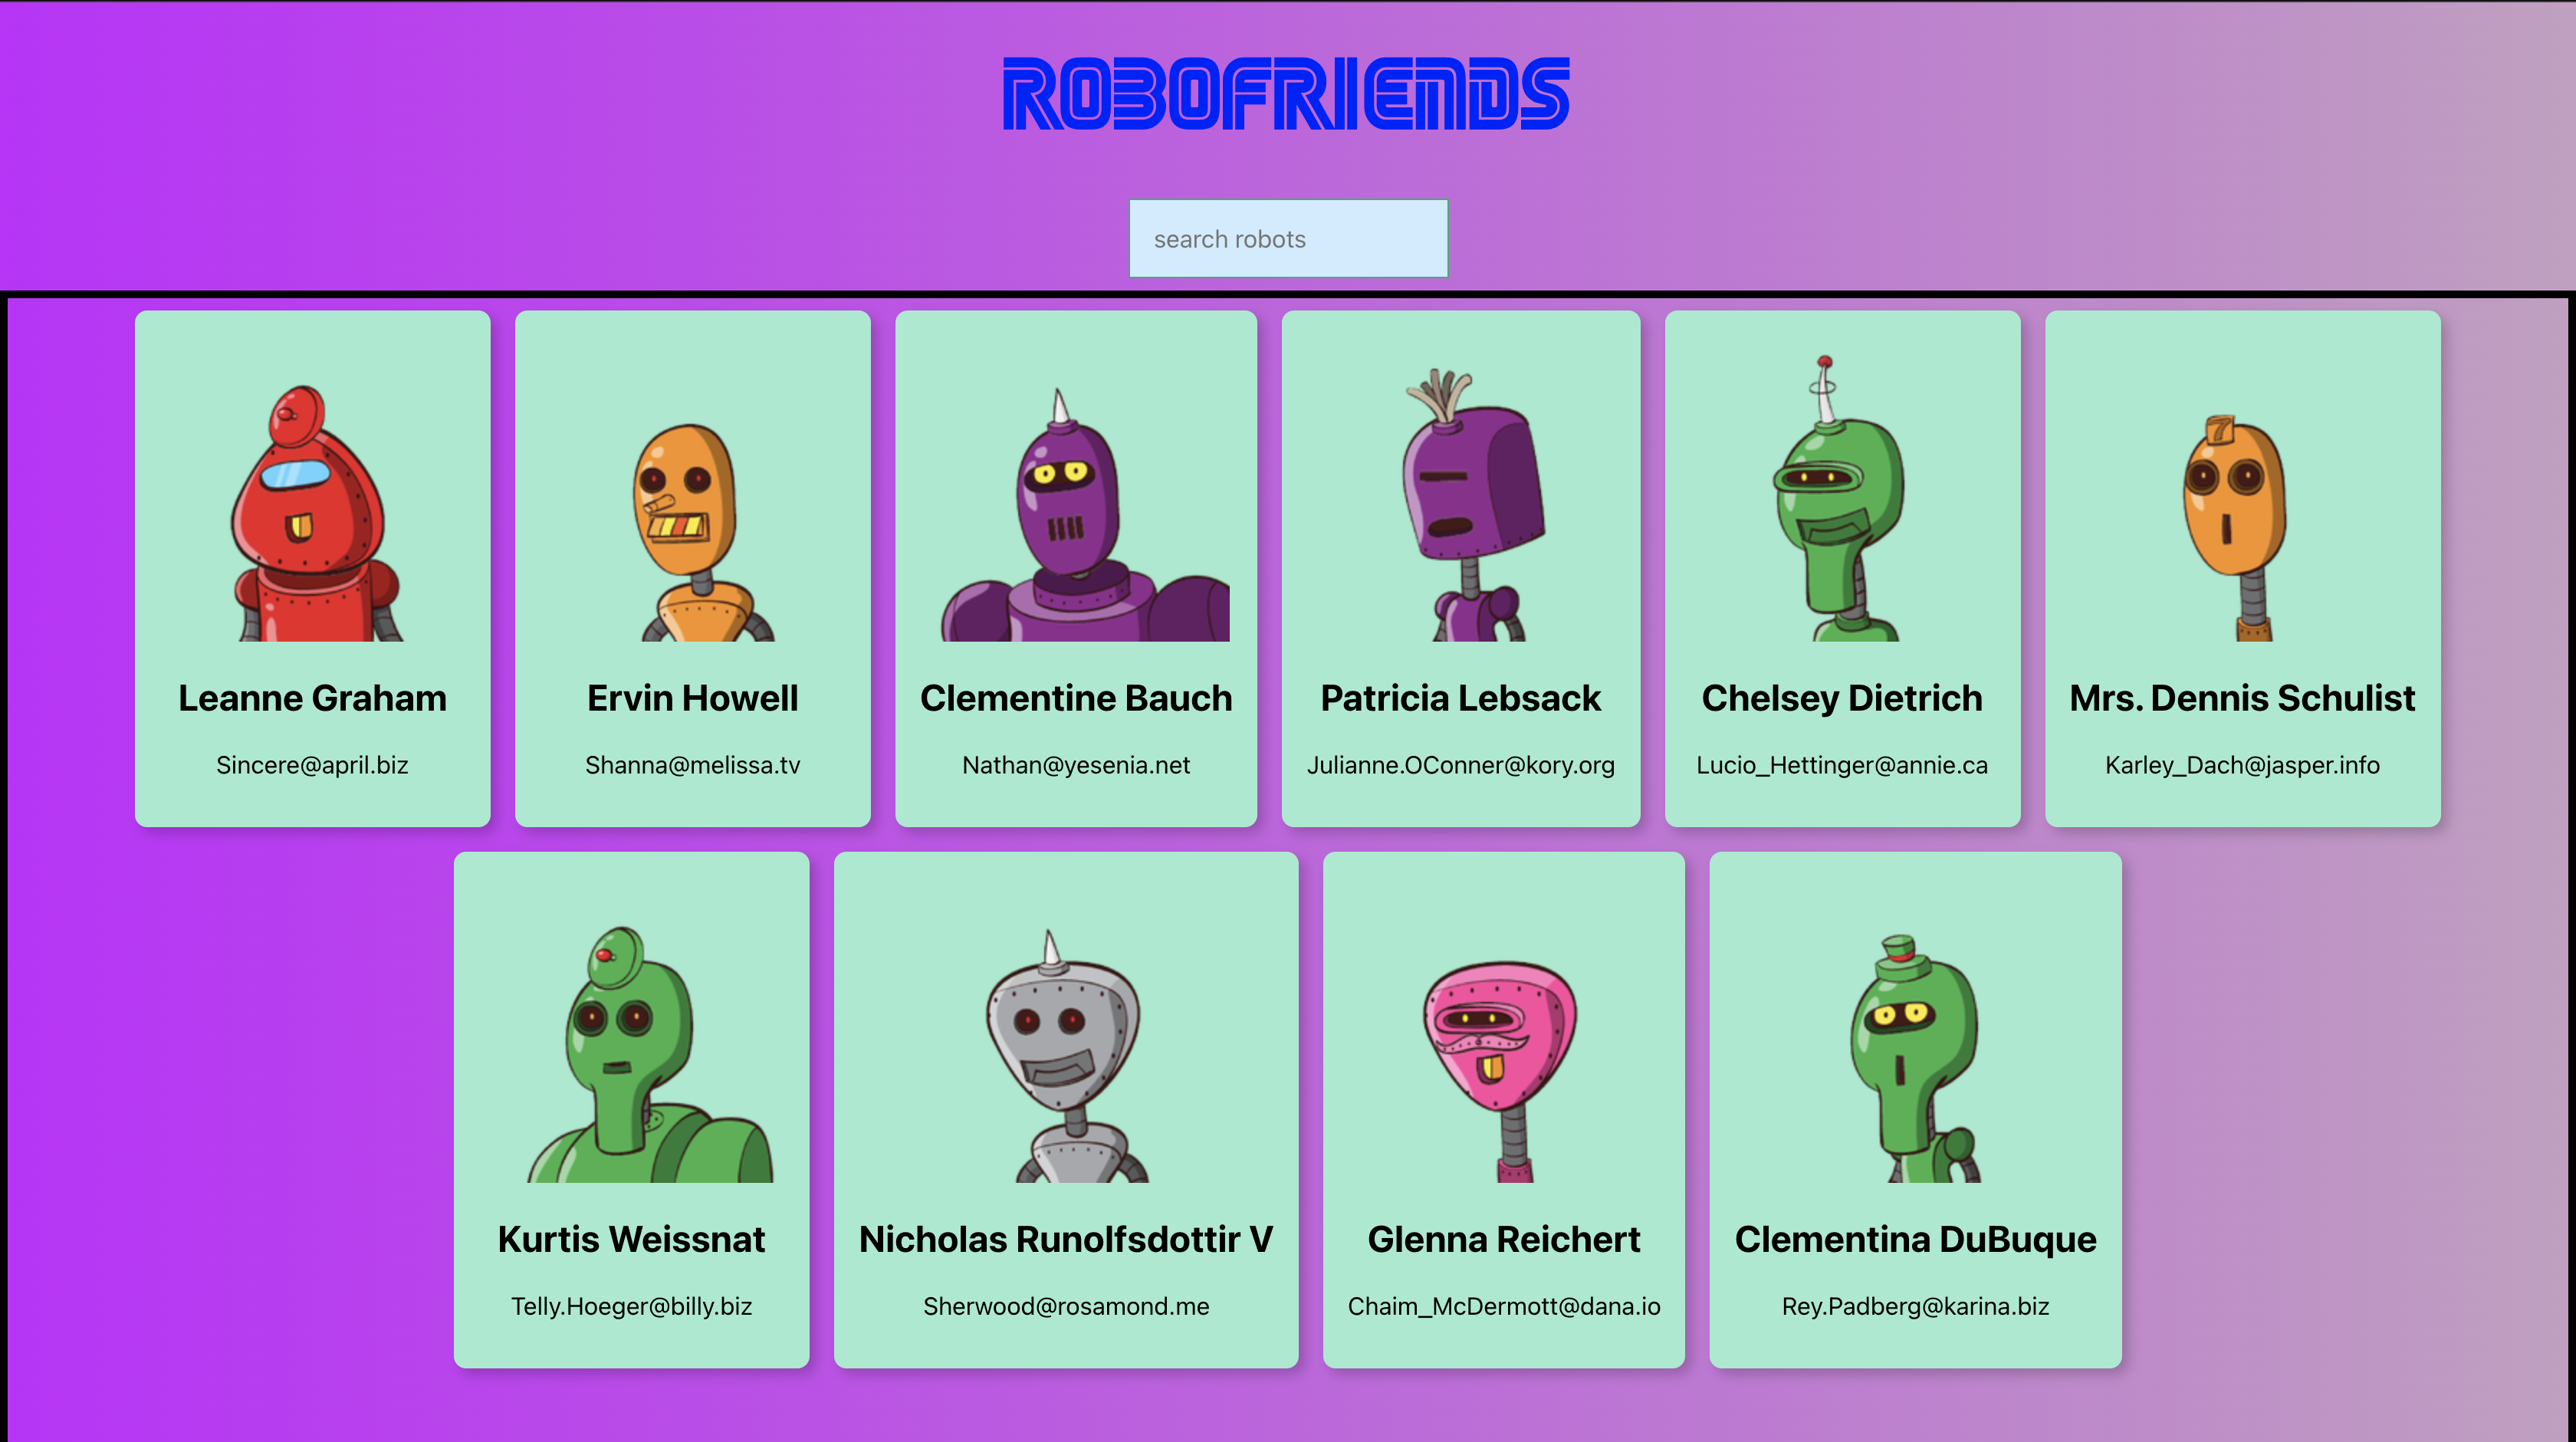 ROBOFRIENDS
search robots
7
Leanne Graham
Sincere@april.biz
Ervin Howell
Shanna@melissa.tv
Clementine Bauch
Nathan@yesenia.net
Patricia Lebsack
Julianne.OConner@kory.org
Chelsey Dietrich
Lucio_Hettinger@annie.ca
Mrs. Dennis Schulist
Karley_Dach@jasper.info
Kurtis Weissnat
Telly.Hoeger@billy.biz
Nicholas Runolfsdottir V
Sherwood@rosamond.me
Glenna Reichert
Chaim_McDermott@dana.io
Clementina DuBuque
Rey.Padberg@karina.biz